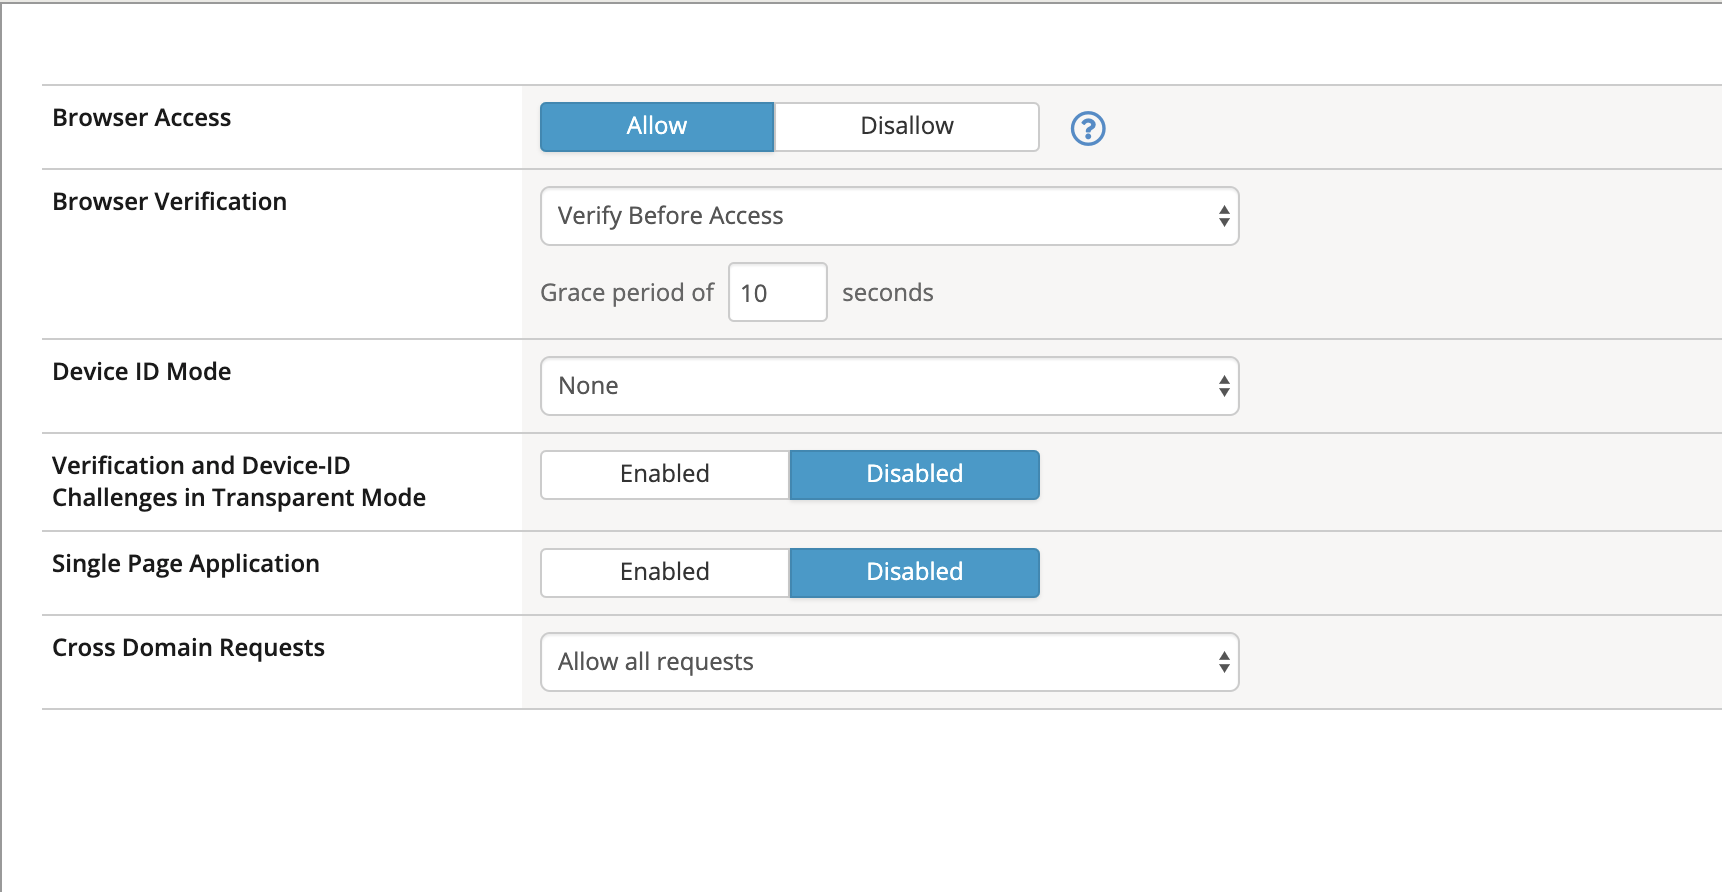 Browser Access
Allow Disallow ?
Browser Verification
Verify Before Access
Grace period of 10 seconds
Device ID Mode
None
Verification and Device-ID
Challenges in Transparent Mode
Enabled Disabled
Single Page Application
Enabled Disabled
Cross Domain Requests
Allow all requests